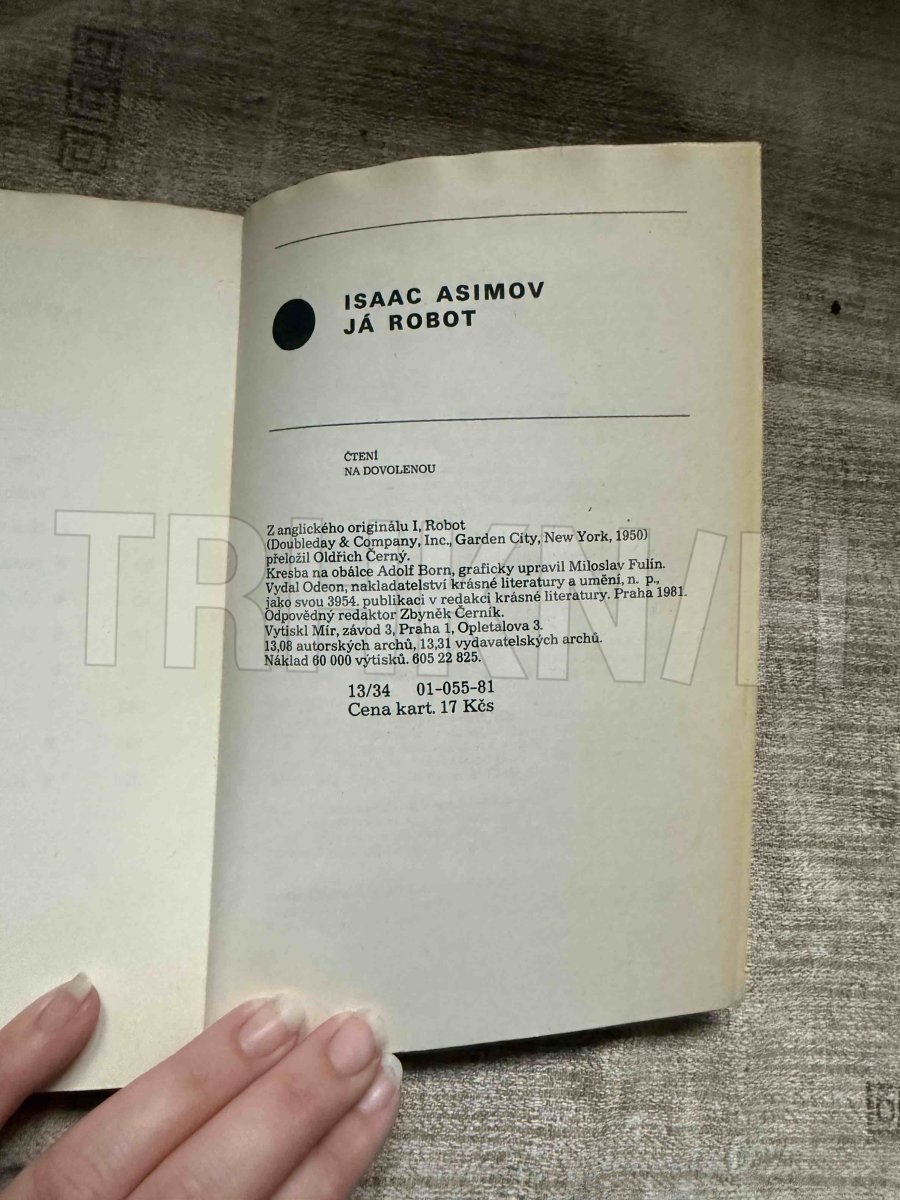 ISAAC ASIMOV
JÁ ROBOT
ČTENÍ
NA DOVOLENOU
Z anglického originálu I, Robot
(Doubleday & Company, Inc., Garden City, New York, 1950)
přeložil Oldřich Černý.
Kresba na obálce Adolf Born, graficky upravil Miloslav Fulín.
Vydal Odeon, nakladatelství krásné literatury a umění, n. p.,
jako svou 3954. publikaci v redakci krásné literatury. Praha 1981.
Odpovědný redaktor Zbyněk Černík.
Vytiskl Mír, závod 3, Praha 1, Opletalova 3.
13,08 autorských archů, 13,31 vydavatelských archů.
Náklad 60 000 výtisků. 605 22 825.
13/34 01-055-81
Cena kart. 17 Kčs